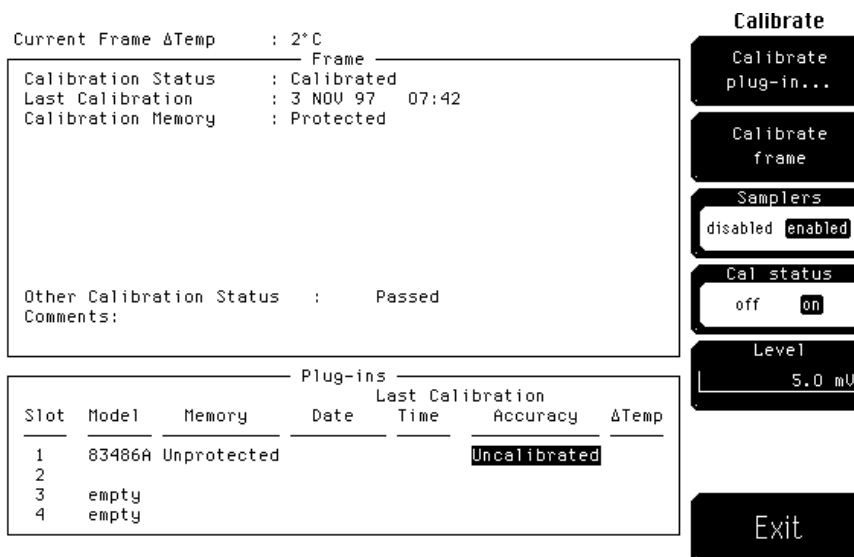 Current Frame ΔTemp : 2°C
Frame
Calibration Status : Calibrated
Last Calibration : 3 NOV 97 07:42
Calibration Memory : Protected
Other Calibration Status : Passed
Comments:
Plug-ins
Last Calibration
Slot Model Memory Date Time Accuracy ΔTemp
1 83486A Unprotected Uncalibrated
2
3 empty
4 empty
Calibrate
Calibrate
plug-in...
Calibrate
frame
Samplers
disabled enabled
Cal status
off on
Level
5.0 mV
Exit